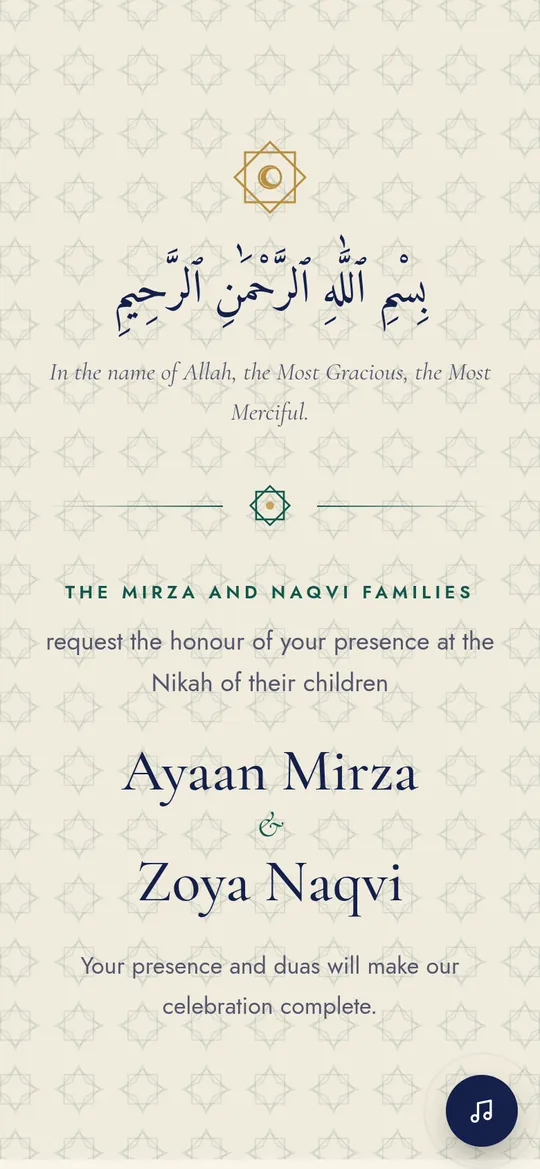 بِسْمِ ٱللَّٰهِ ٱلرَّحْمَٰنِ ٱلرَّحِيمِ
In the name of Allah, the Most Gracious, the Most
Merciful.
THE MIRZA AND NAQVI FAMILIES
request the honour of your presence at the
Nikah of their children
Ayaan Mirza
&
Zoya Naqvi
Your presence and duas will make our
celebration complete.